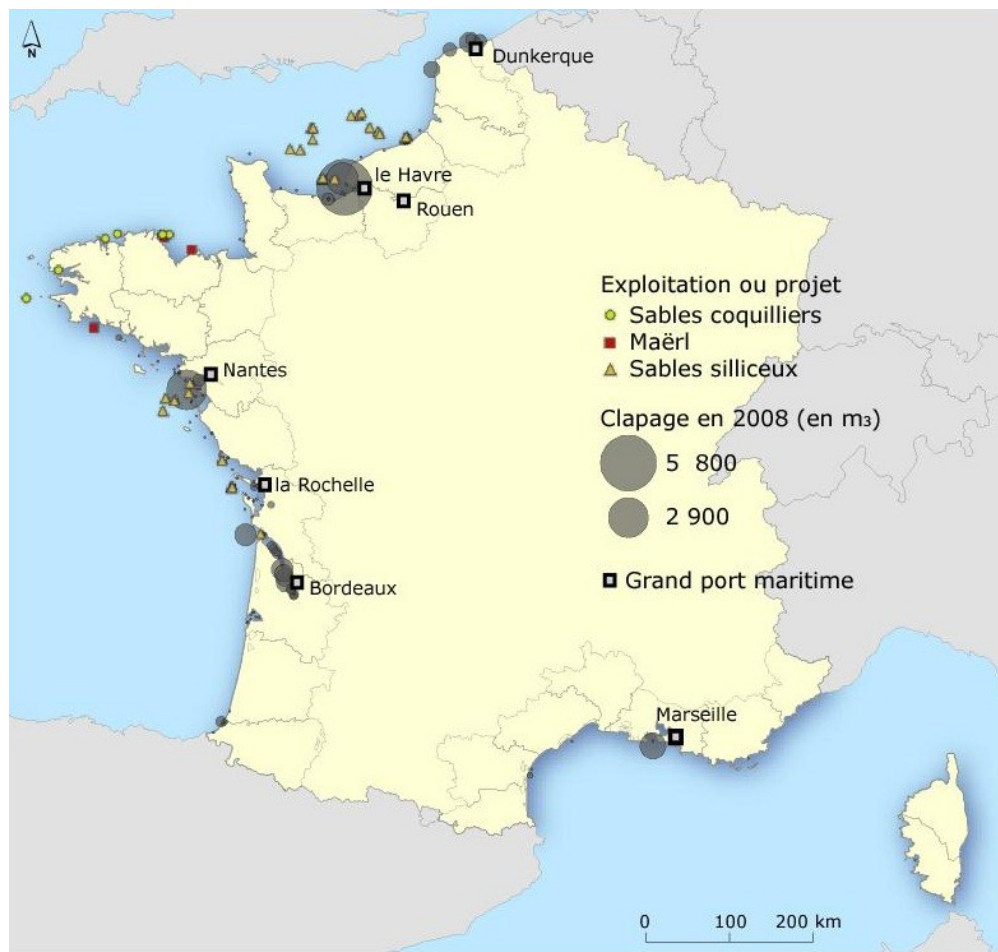 N
Dunkerque
le Havre
Rouen
Exploitation ou projet
Sables coquilliers
Maërl
Sables silliceux
Nantes
Clapage en 2008 (en m₃)
5 800
la Rochelle
2 900
Grand port maritime
Bordeaux
Marseille
0 100 200 km